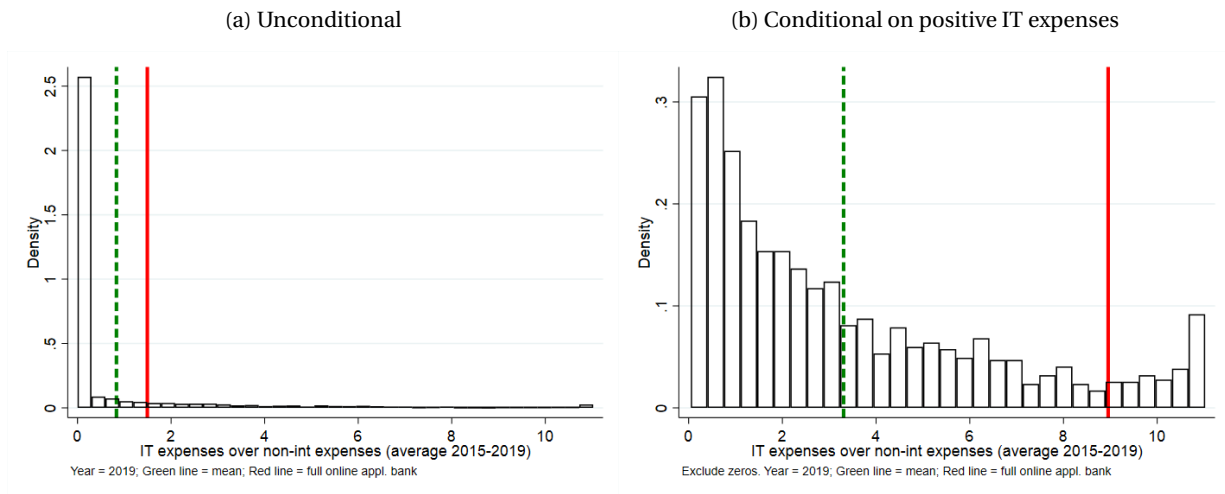 (a) Unconditional
2.5
2
1.5
1
.5
0
Density
0 2 4 6 8 10
IT expenses over non-int expenses (average 2015-2019)
Year = 2019; Green line = mean; Red line = full online appl. bank
(b) Conditional on positive IT expenses
.3
.2
.1
0
Density
0 2 4 6 8 10
IT expenses over non-int expenses (average 2015-2019)
Exclude zeros. Year = 2019; Green line = mean; Red line = full online appl. bank